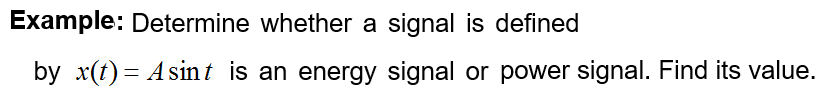 Example: Determine whether a signal is defined
by x(t) = A sin t is an energy signal or power signal. Find its value.